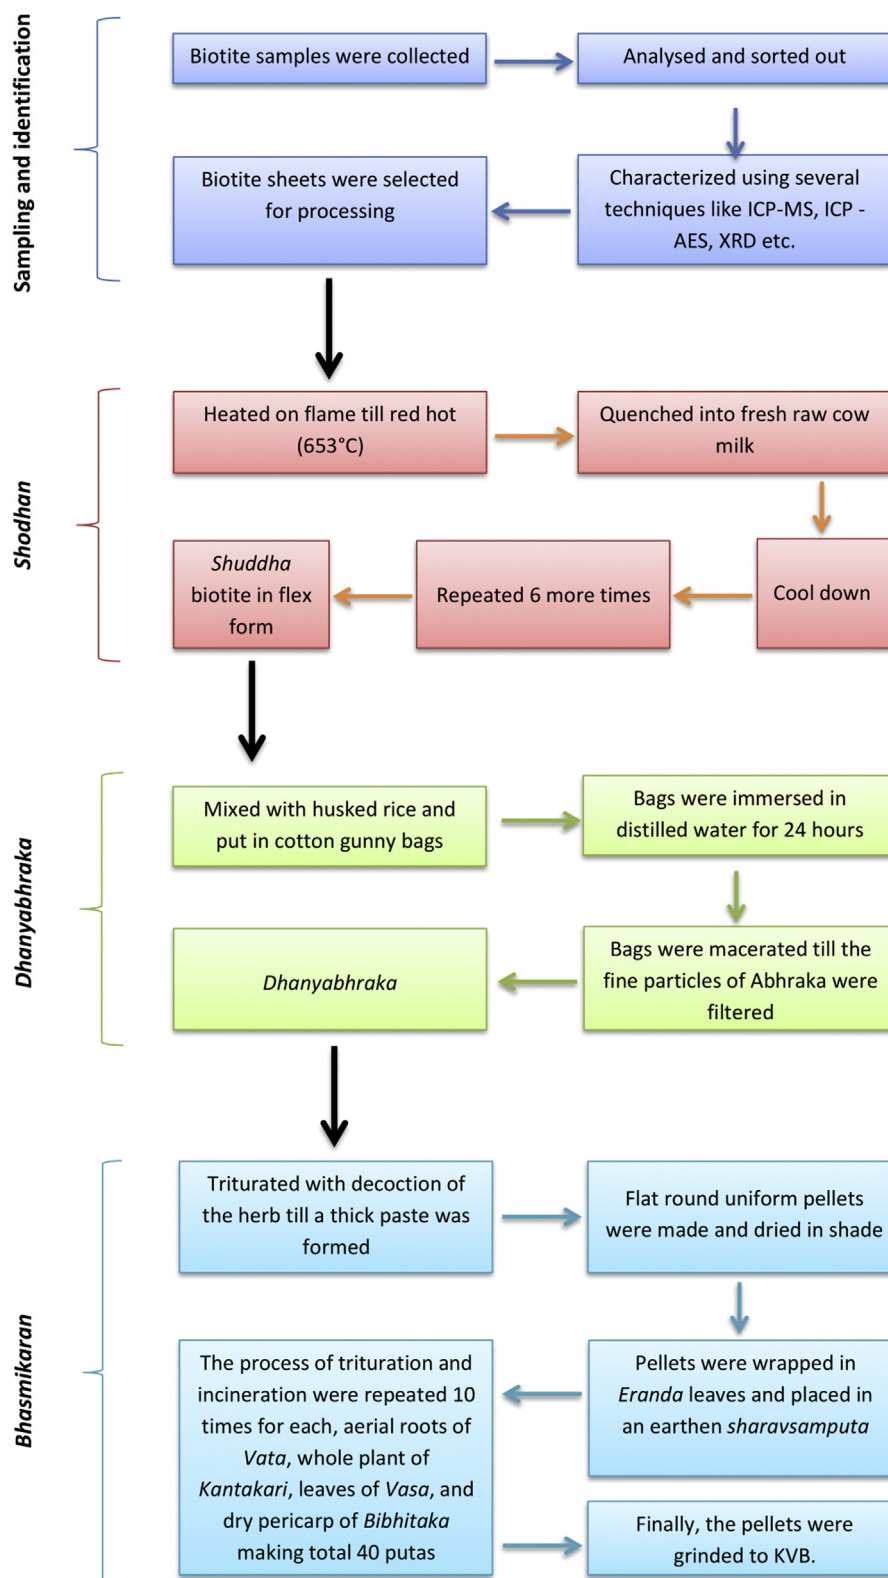 Sampling and identification
Biotite samples were collected
Analysed and sorted out
Characterized using several
techniques like ICP-MS, ICP -
AES, XRD etc.
Biotite sheets were selected
for processing
Shodhan
Heated on flame till red hot
(653°C)
Quenched into fresh raw cow
milk
Cool down
Repeated 6 more times
Shuddha
biotite in flex
form
Dhanyabhraka
Mixed with husked rice and
put in cotton gunny bags
Bags were immersed in
distilled water for 24 hours
Bags were macerated till the
fine particles of Abhraka were
filtered
Dhanyabhraka
Bhasmikaran
Triturated with decoction of
the herb till a thick paste was
formed
Flat round uniform pellets
were made and dried in shade
Pellets were wrapped in
Eranda leaves and placed in
an earthen sharavsamputa
The process of trituration and
incineration were repeated 10
times for each, aerial roots of
Vata, whole plant of
Kantakari, leaves of Vasa, and
dry pericarp of Bibhitaka
making total 40 putas
Finally, the pellets were
grinded to KVB.